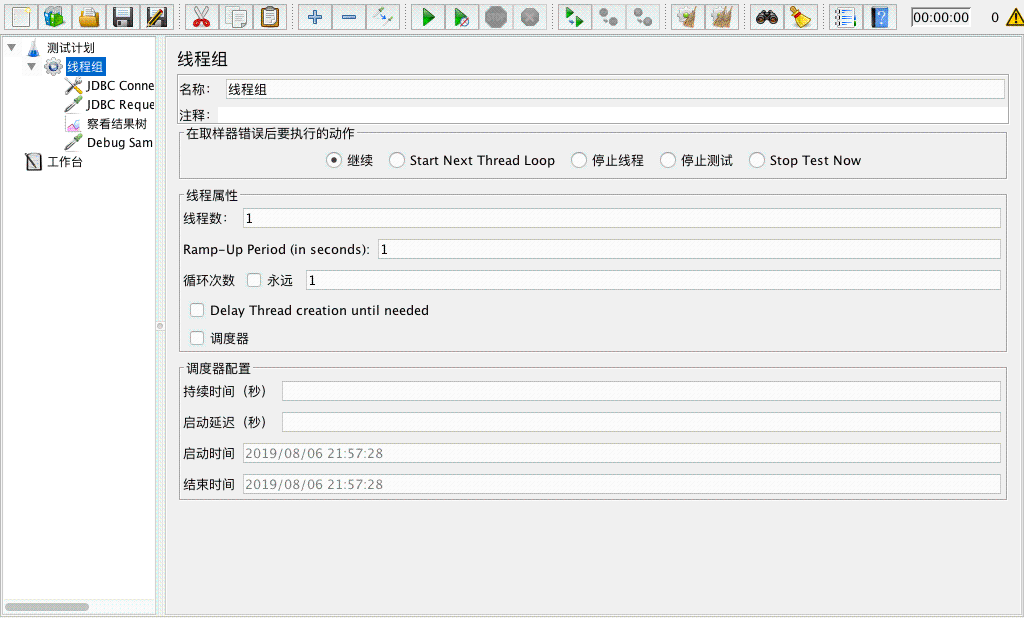 00:00:00 0
测试计划
线程组
JDBC Conne
JDBC Reque
察看结果树
Debug Sam
工作台
线程组
名称： 线程组
注释：
在取样器错误后要执行的动作
继续 Start Next Thread Loop 停止线程 停止测试 Stop Test Now
线程属性
线程数： 1
Ramp-Up Period (in seconds): 1
循环次数 永远 1
Delay Thread creation until needed
调度器
调度器配置
持续时间（秒）
启动延迟（秒）
启动时间 2019/08/06 21:57:28
结束时间 2019/08/06 21:57:28